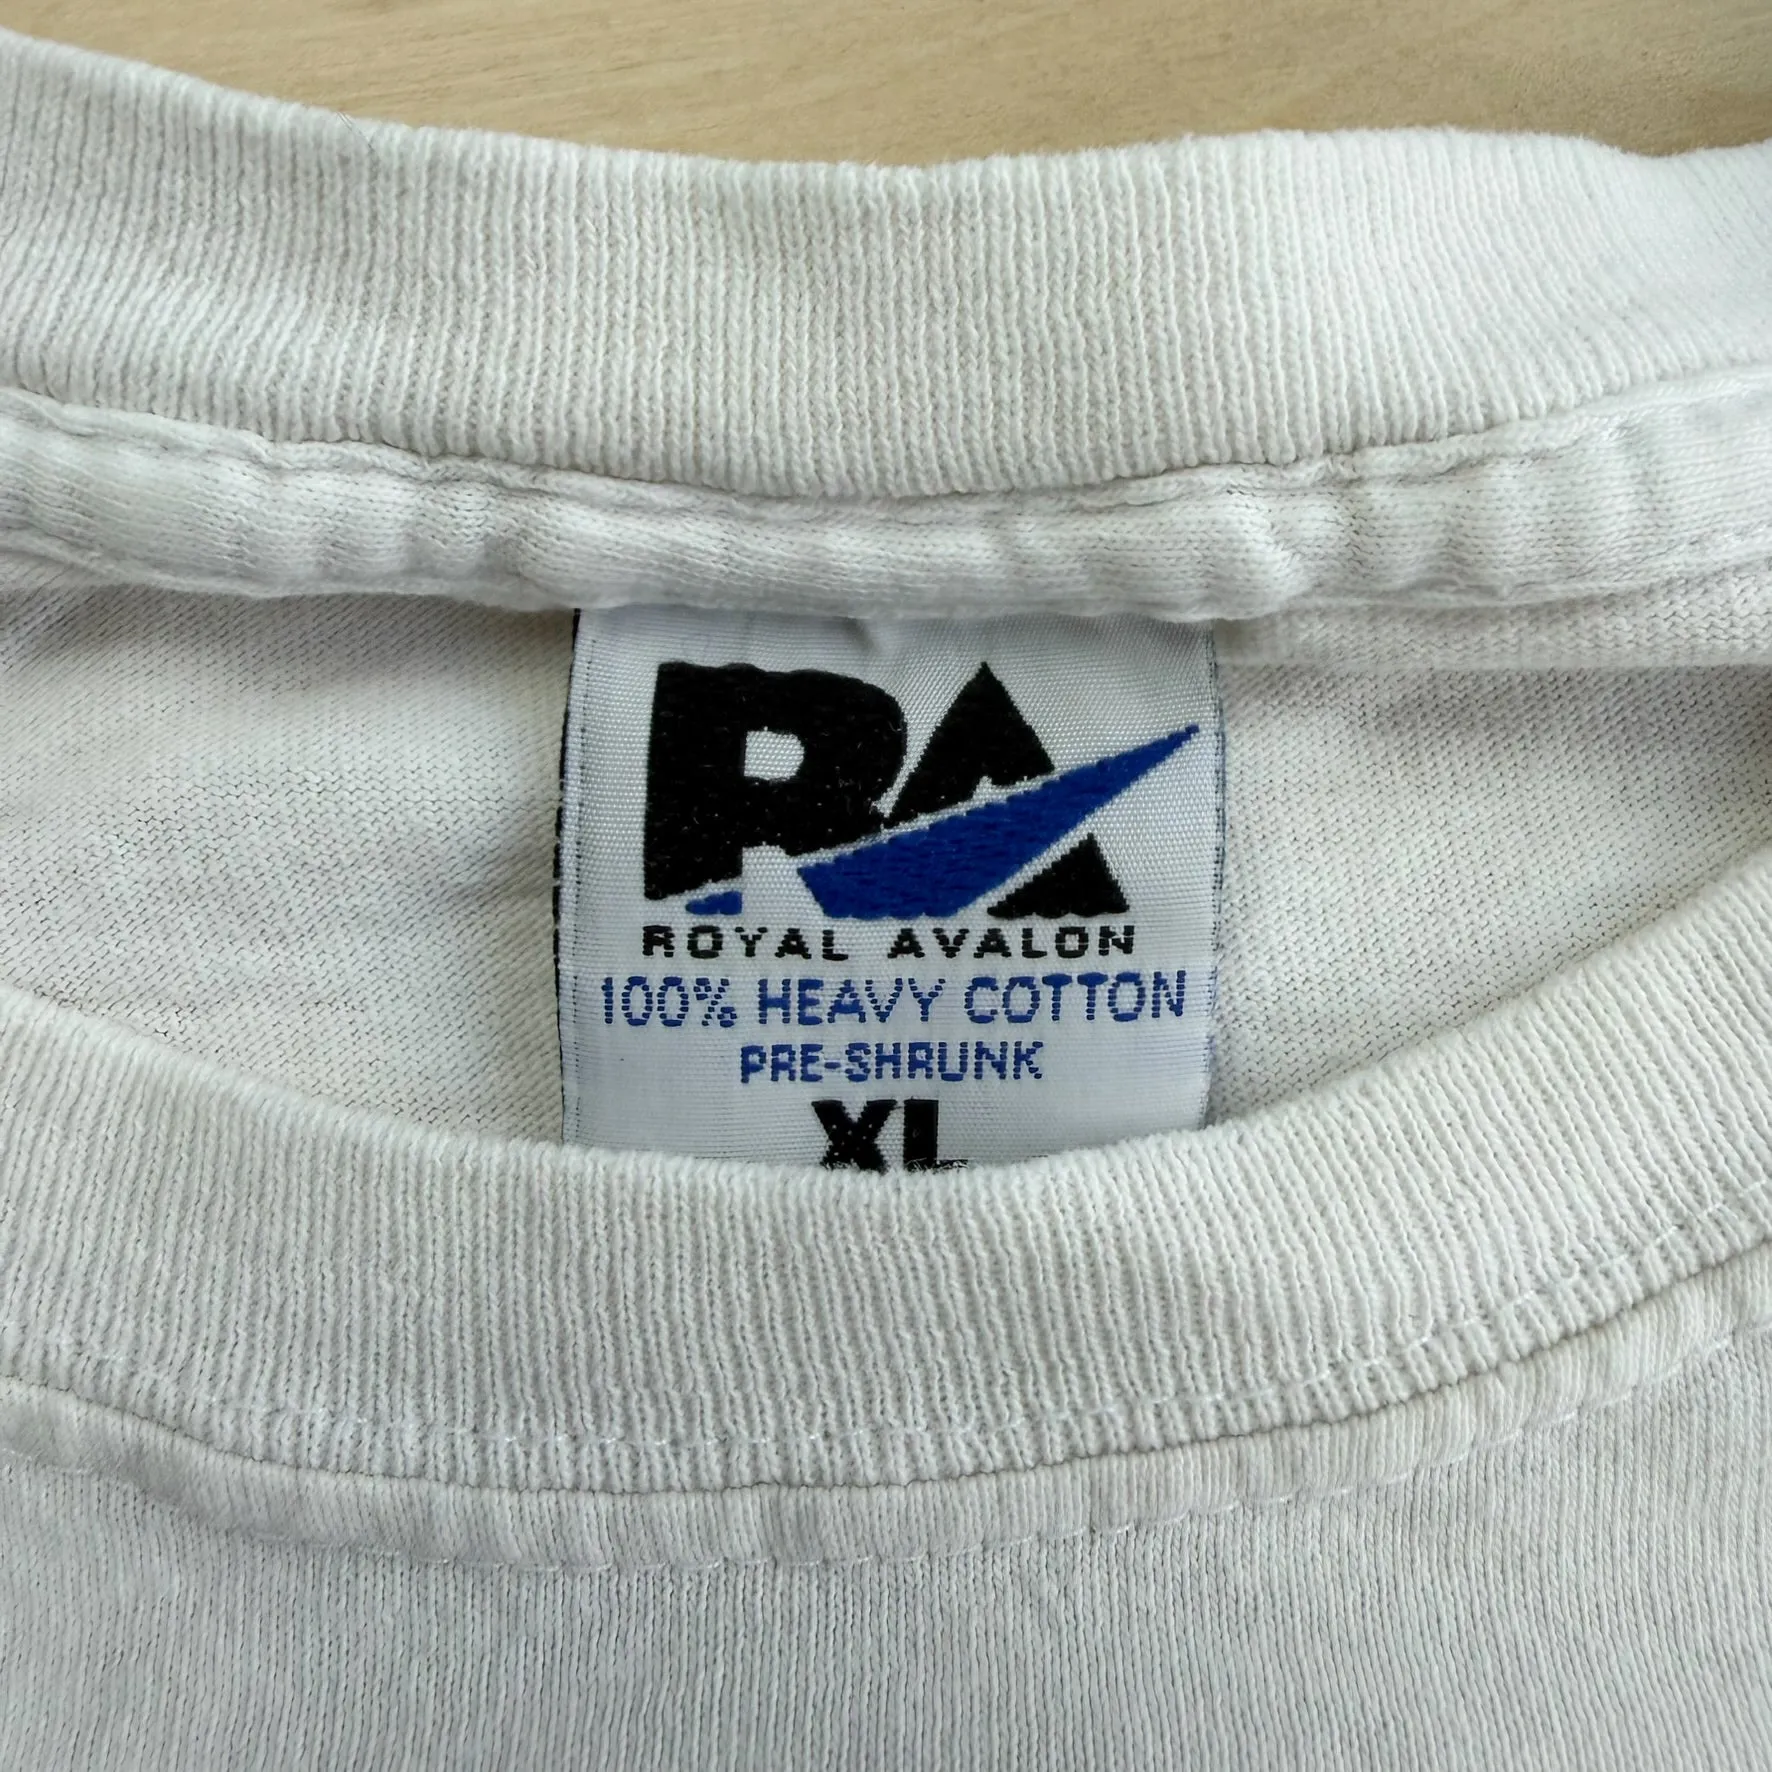 RA
ROYAL AVALON
100% HEAVY COTTON
PRE-SHRUNK
XL